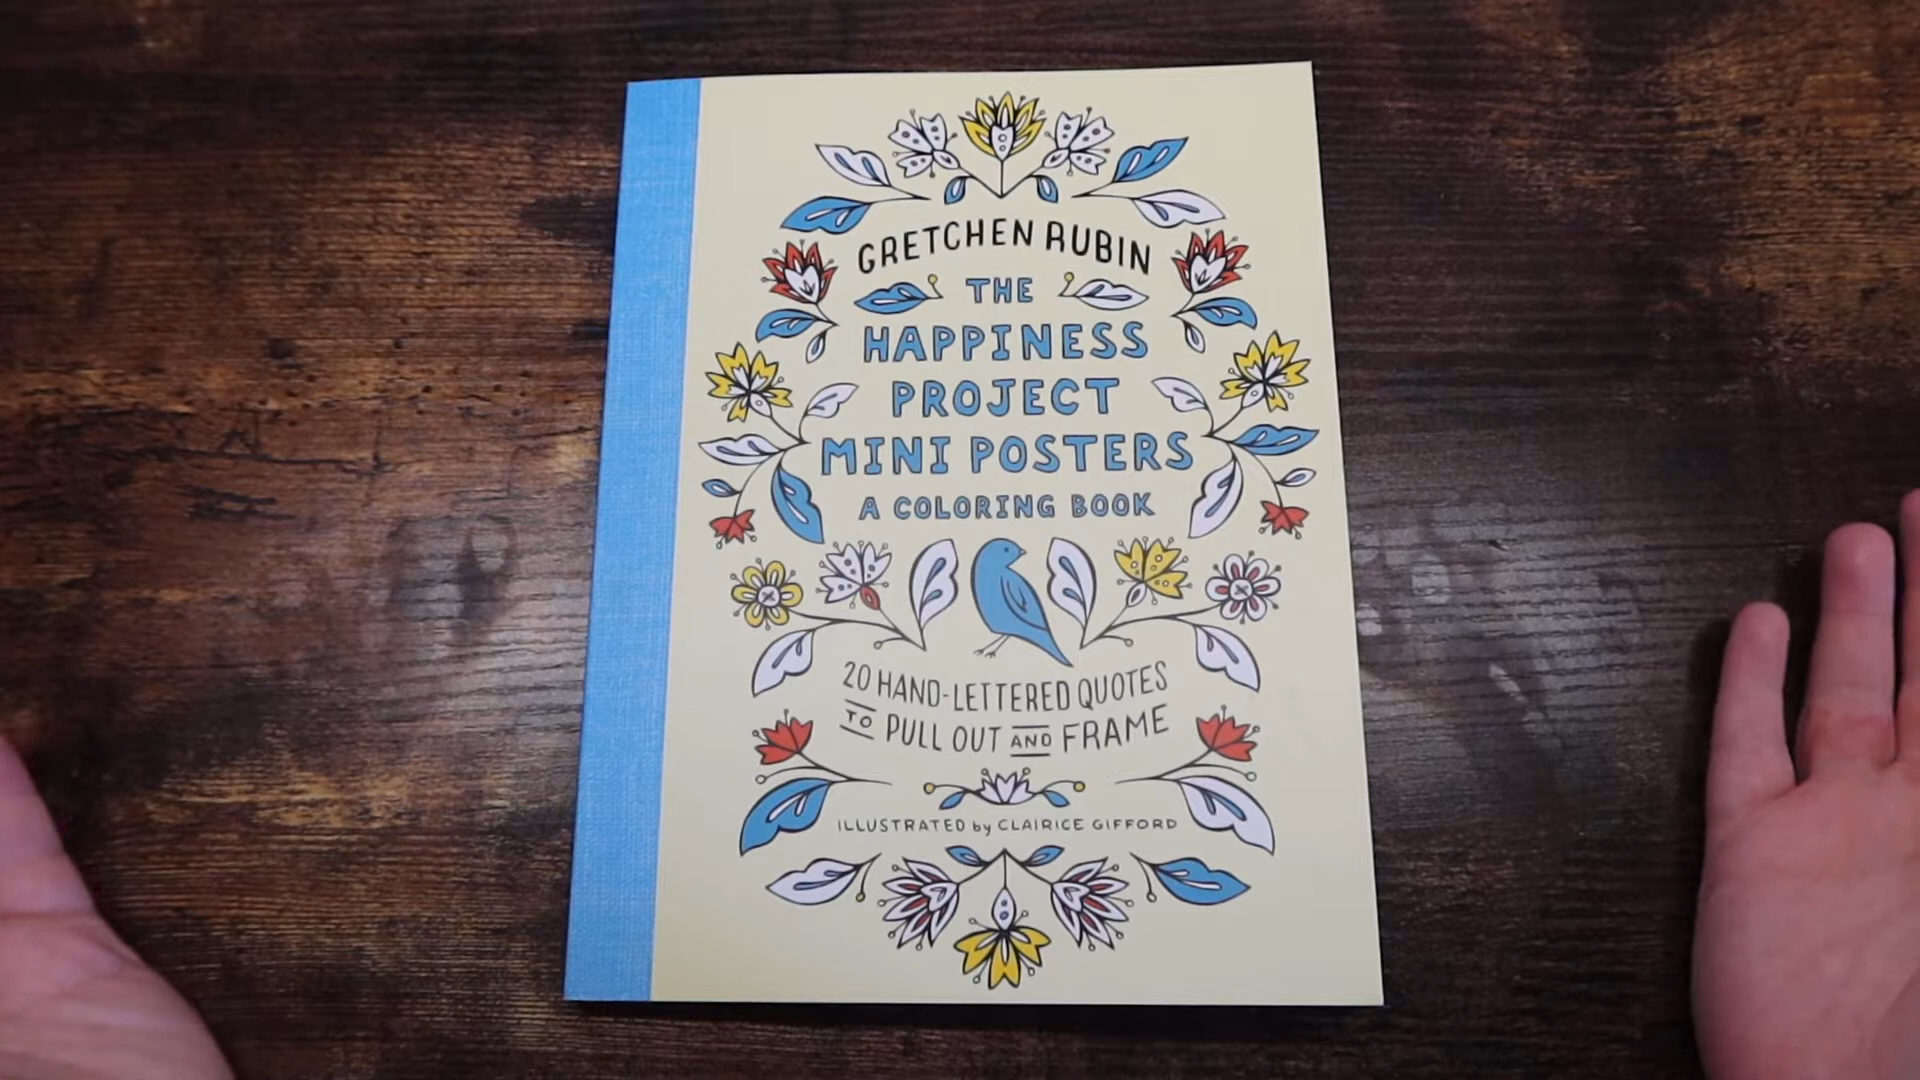 GRETCHEN RUBIN
THE
HAPPINESS
PROJECT
MINI POSTERS
A COLORING BOOK
20 HAND-LETTERED QUOTES
TO PULL OUT AND FRAME
ILLUSTRATED by CLAIRICE GIFFORD